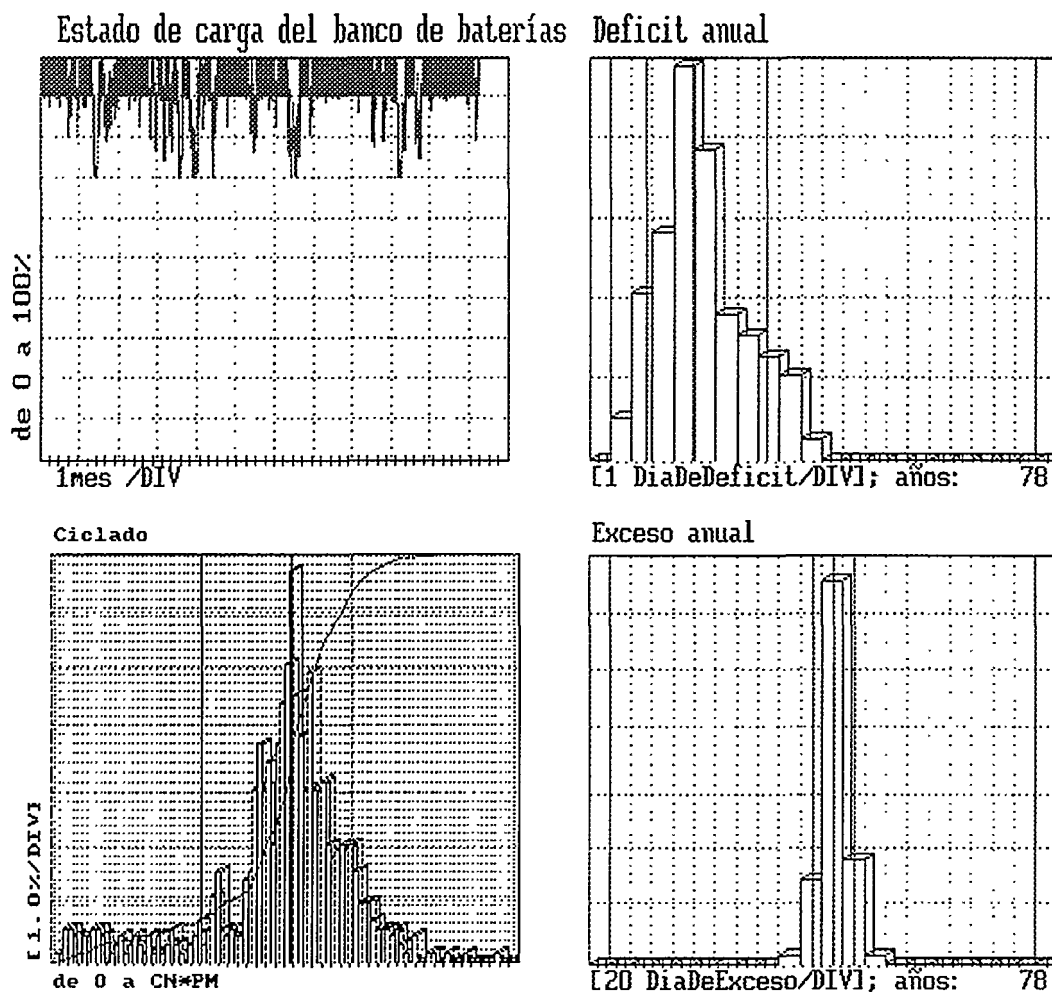 Estado de carga del banco de baterías
de 0 a 100%
1mes /DIV
Deficit anual
[1 DiaDeDeficit/DIV]; años: 78
Ciclado
[1.0%/DIV]
de 0 a CN*PM
Exceso anual
[20 DiaDeExceso/DIV]; años: 78